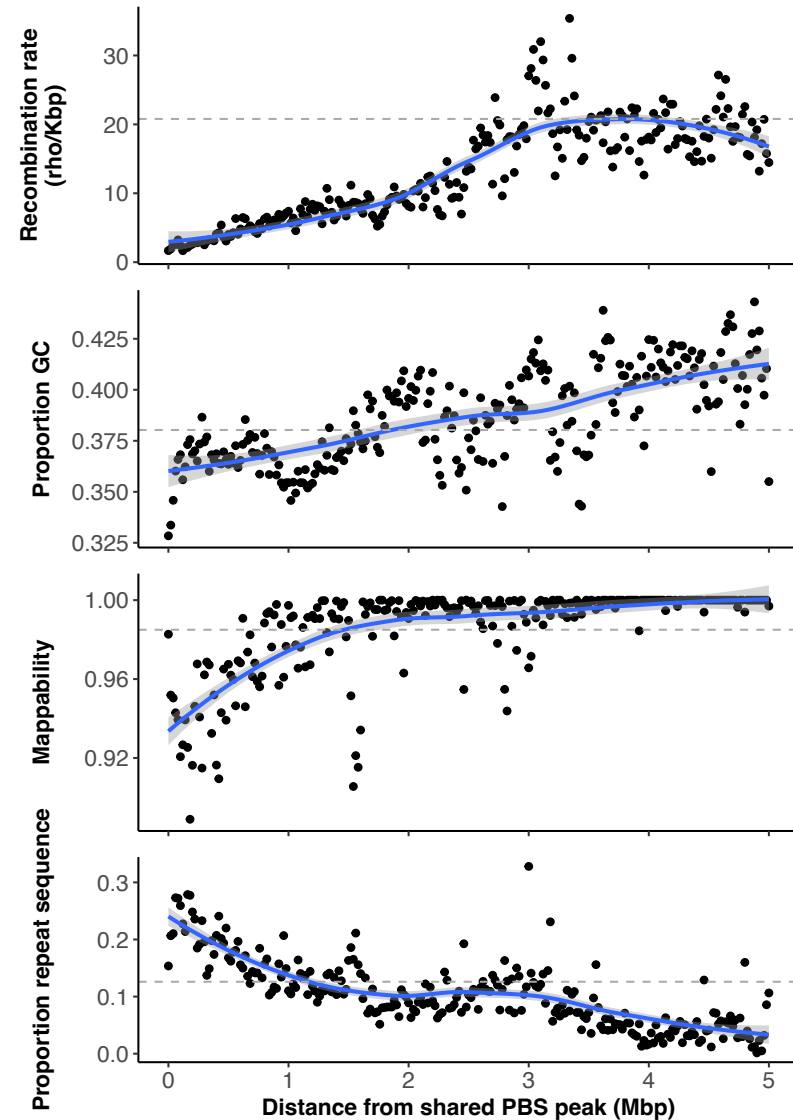 Recombination rate
(rho/Kbp)
30
20
10
0
Proportion GC
0.425
0.400
0.375
0.350
0.325
Mappability
1.00
0.96
0.92
Proportion repeat sequence
0.3
0.2
0.1
0.0
0 1 2 3 4 5
Distance from shared PBS peak (Mbp)